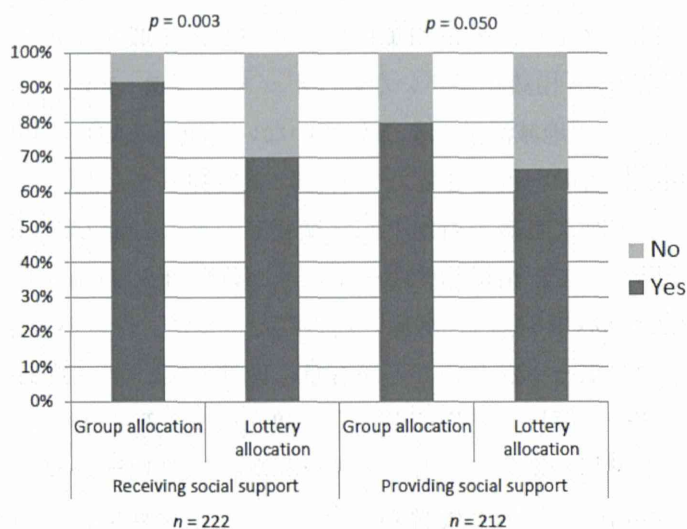 p = 0.003 p = 0.050
100%
90%
80%
70%
60%
50%
40%
30%
20%
10%
0%
No
Yes
Group allocation Lottery allocation Group allocation Lottery allocation
Receiving social support Providing social support
n = 222 n = 212